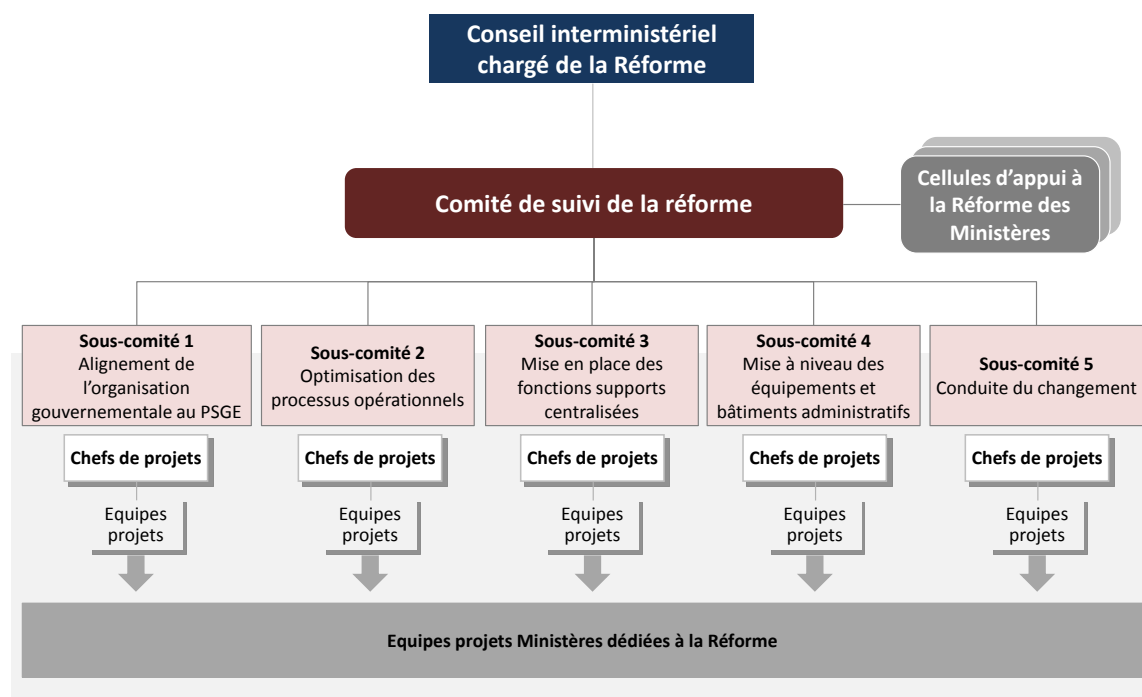 Conseil interministériel
chargé de la Réforme
Comité de suivi de la réforme
Cellules d'appui à
la Réforme des
Ministères
Sous-comité 1
Alignement de
l'organisation
gouvernementale au PSGE
Sous-comité 2
Optimisation des
processus opérationnels
Sous-comité 3
Mise en place des
fonctions supports
centralisées
Sous-comité 4
Mise à niveau des
équipements et
bâtiments administratifs
Sous-comité 5
Conduite du changement
Chefs de projets
Chefs de projets
Chefs de projets
Chefs de projets
Chefs de projets
Equipes
projets
Equipes
projets
Equipes
projets
Equipes
projets
Equipes
projets
Equipes projets Ministères dédiées à la Réforme